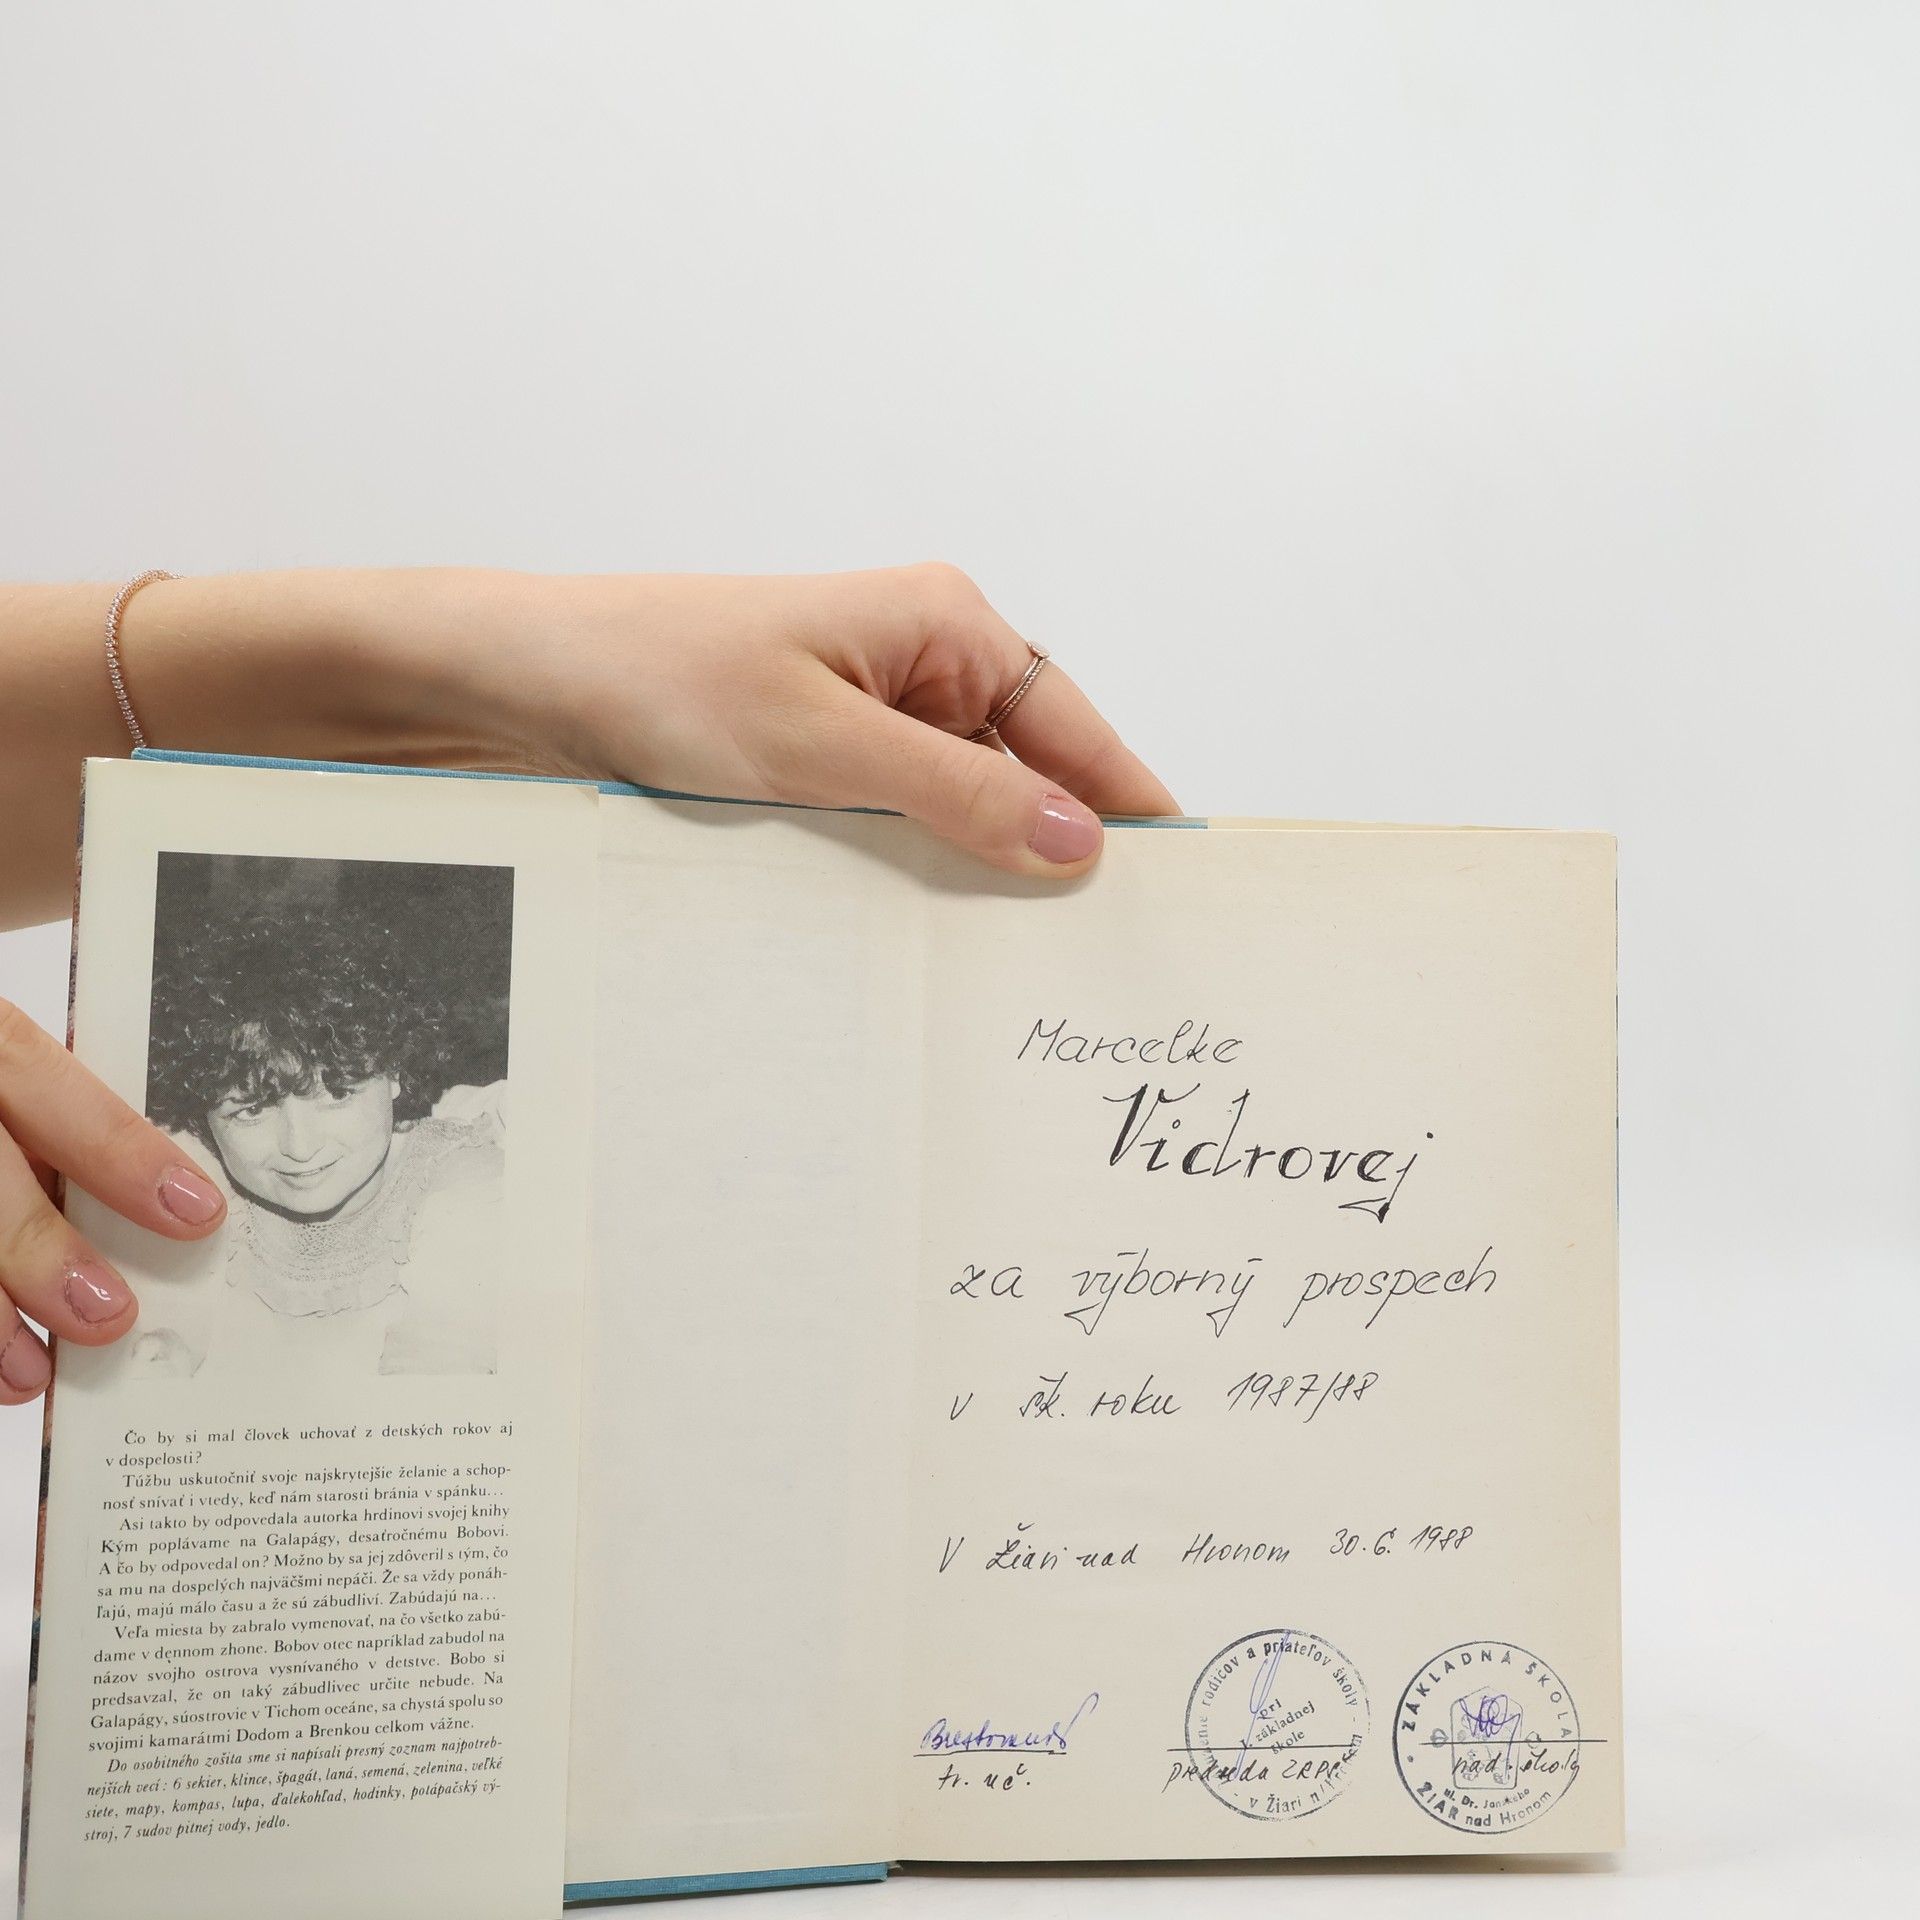 Čo by si mal človek uchovať z detských rokov aj
v dospelosti?
Túžbu uskutočniť svoje najskrytejšie želanie a schop-
nosť snívať i vtedy, keď nám starosti bránia v spánku...
Asi takto by odpovedala autorka hrdinovi svojej knihy
Kým poplávame na Galapágy, desaťročnému Bobovi.
A čo by odpovedal on? Možno by sa jej zdôveril s tým, čo
sa mu na dospelých najväčšmi nepáči. Že sa vždy ponáh-
ľajú, majú málo času a že sú zábudliví. Zabúdajú na...
Veľa miesta by zabralo vymenovať, na čo všetko zabú-
dame v dennom zhone. Bobov otec napríklad zabudol na
názov svojho ostrova vysnívaného v detstve. Bobo si
predsavzal, že on taký zábudlivec určite nebude. Na
Galapágy, súostrovie v Tichom oceáne, sa chystá spolu so
svojimi kamarátmi Dodom a Brenkou celkom vážne.
Do osobitného zošita sme si napísali presný zoznam najpotreb-
nejších vecí: 6 sekier, klince, špagát, laná, semená, zelenina, veľké
siete, mapy, kompas, lupa, ďalekohľad, hodinky, potápačský vý-
stroj, 7 sudov pitnej vody, jedlo.
Marcelke
Vidrovej
za výborný prospech
v šk. roku 1987/88
V Žiari nad Hronom 30.6.1988
tr. uč.
rodičov a priateľov školy
pri
základnej
škole
v Žiari n/Hronom
predseda ZRPŠ
ZÁKLADNÁ ŠKOLA
ul. Dr. Janského
ŽIAR nad Hronom
riad. školy